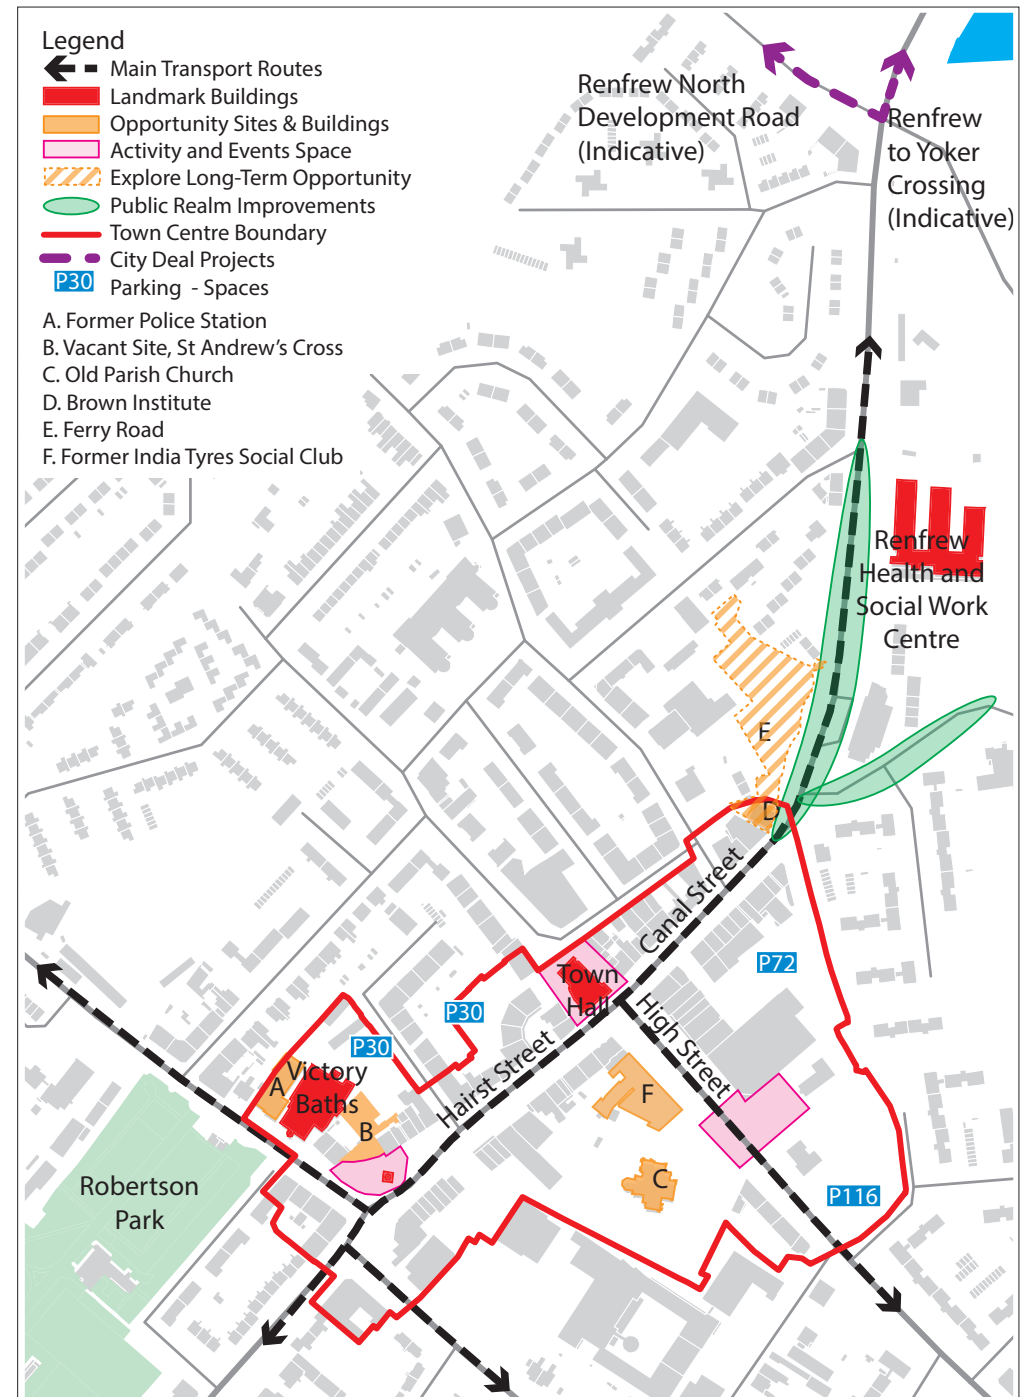 Legend
Main Transport Routes
Landmark Buildings
Opportunity Sites & Buildings
Activity and Events Space
Explore Long-Term Opportunity
Public Realm Improvements
Town Centre Boundary
City Deal Projects
P30 Parking - Spaces
A. Former Police Station
B. Vacant Site, St Andrew's Cross
C. Old Parish Church
D. Brown Institute
E. Ferry Road
F. Former India Tyres Social Club
Renfrew North
Development Road
(Indicative)
Renfrew
to Yoker
Crossing
(Indicative)
Renfrew
Health and
Social Work
Centre
E
D
Canal Street
P72
Town
Hall
P30
High Street
P30
Hairst Street
Victory
Baths
A
B
F
C
P116
Robertson
Park